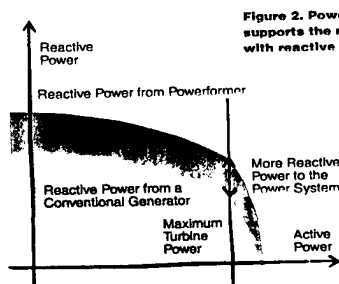 Figure 2. Pow
supports the
with reactive
Reactive
Power
Reactive Power from Powerformer
More Reactive
Power to the
Power System
Reactive Power from a
Conventional Generator
Maximum
Turbine
Power
Active
Power